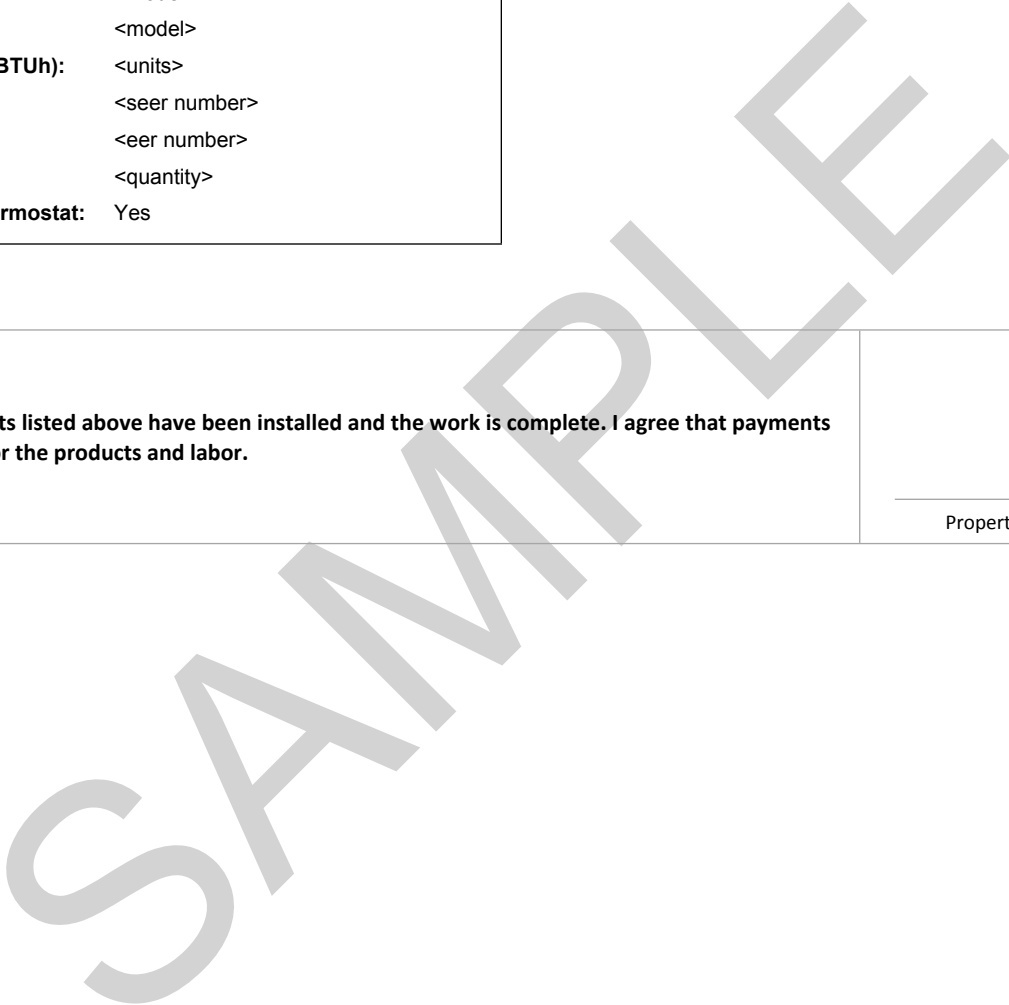 <model>
BTUh): <units>
<seer number>
<eer number>
<quantity>
rmostat: Yes
ts listed above have been installed and the work is complete. I agree that payments
or the products and labor.
Propert
SAMPLE